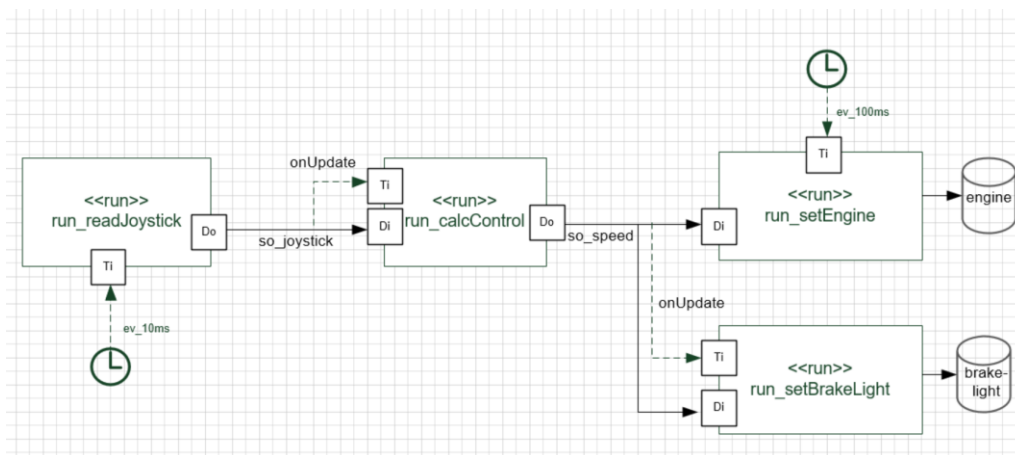 ev_100ms
Ti
onUpdate
<<run>>
run_readJoystick
Ti
<<run>>
run_calcControl
<<run>>
run_setEngine
engine
Do
so_joystick
Di
Do
so_speed
Di
Ti
ev_10ms
onUpdate
Ti
<<run>>
run_setBrakeLight
brake-
light
Di